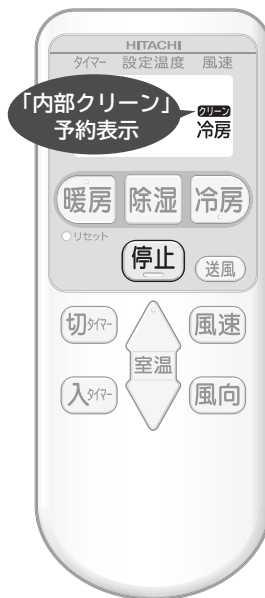 HITACHI
タイマー 設定温度 風速
「内部クリーン」
予約表示
クリーン
冷房
暖房 除湿 冷房
リセット
停止
送風
切タイマー 風速
室温
入タイマー 風向